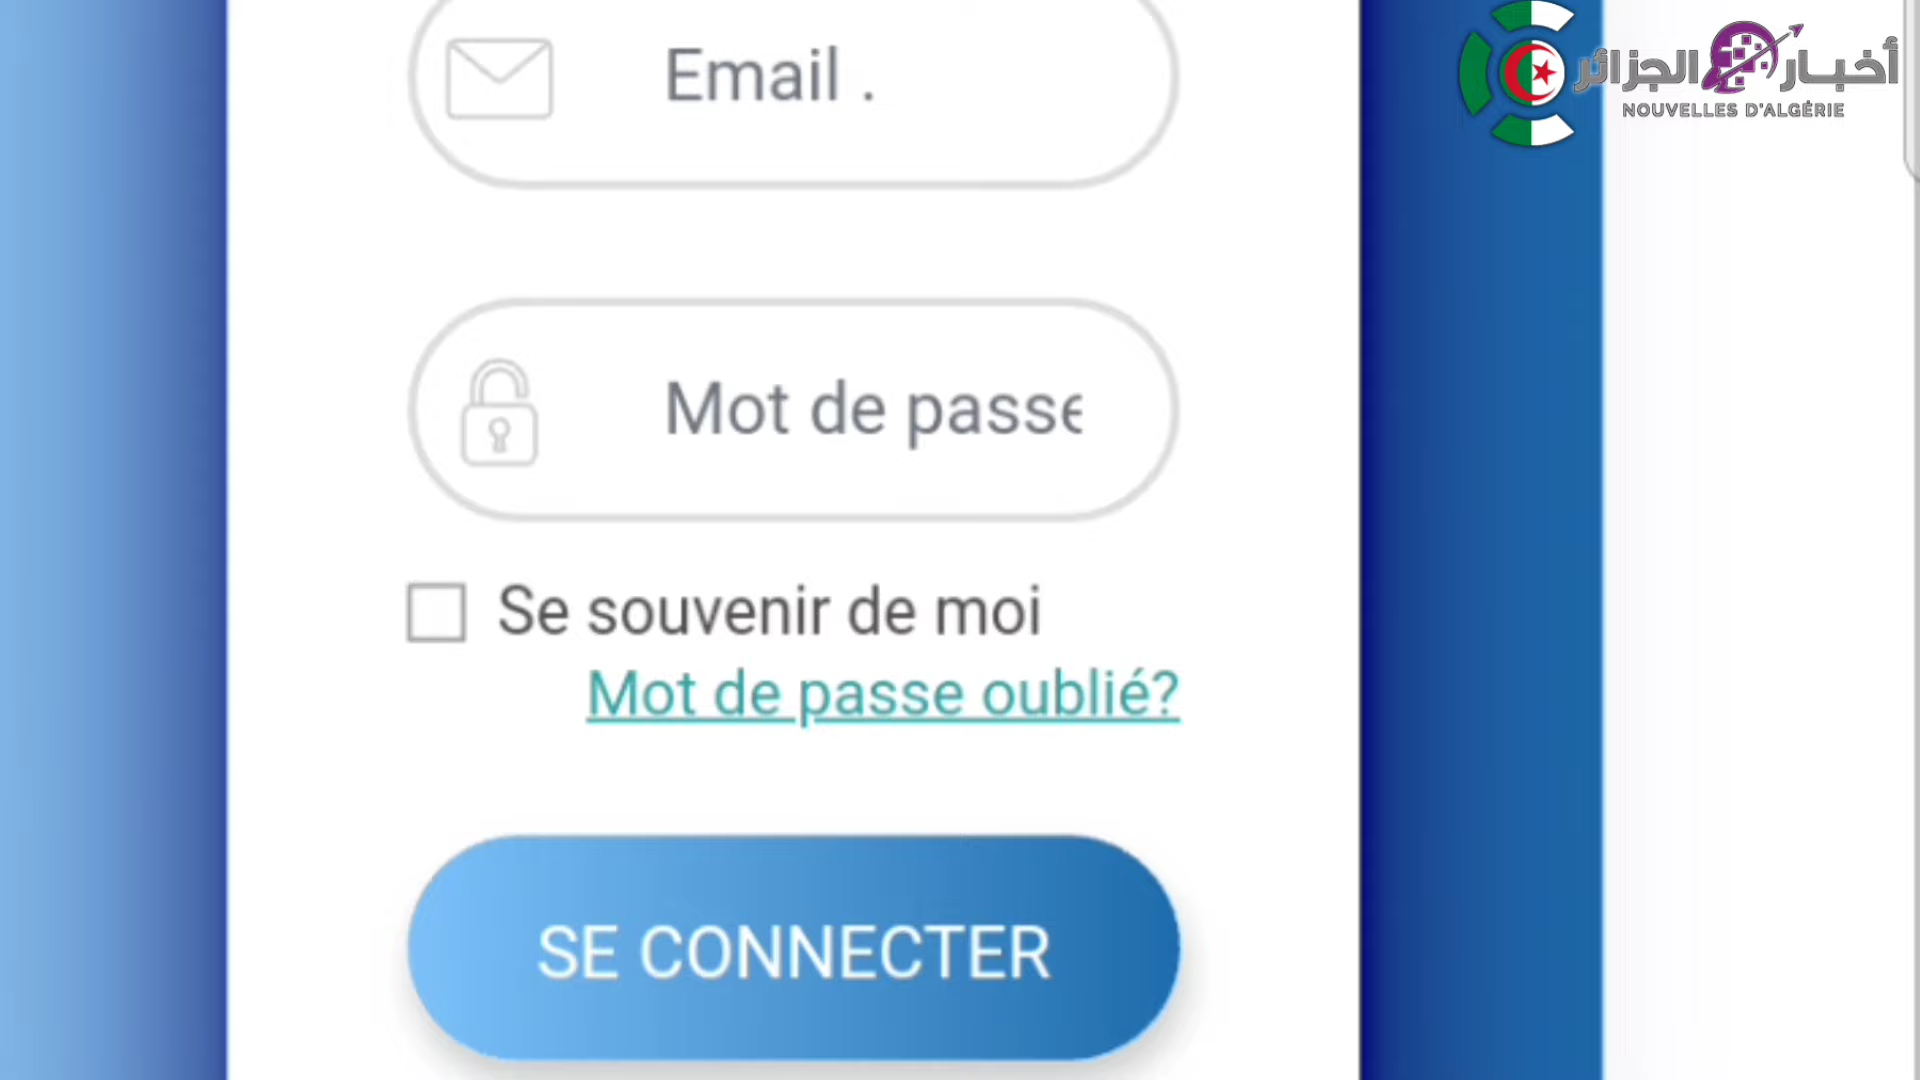 أخبار الجزائر
NOUVELLES D'ALGÉRIE
Email .
Mot de passe
Se souvenir de moi
Mot de passe oublié?
SE CONNECTER